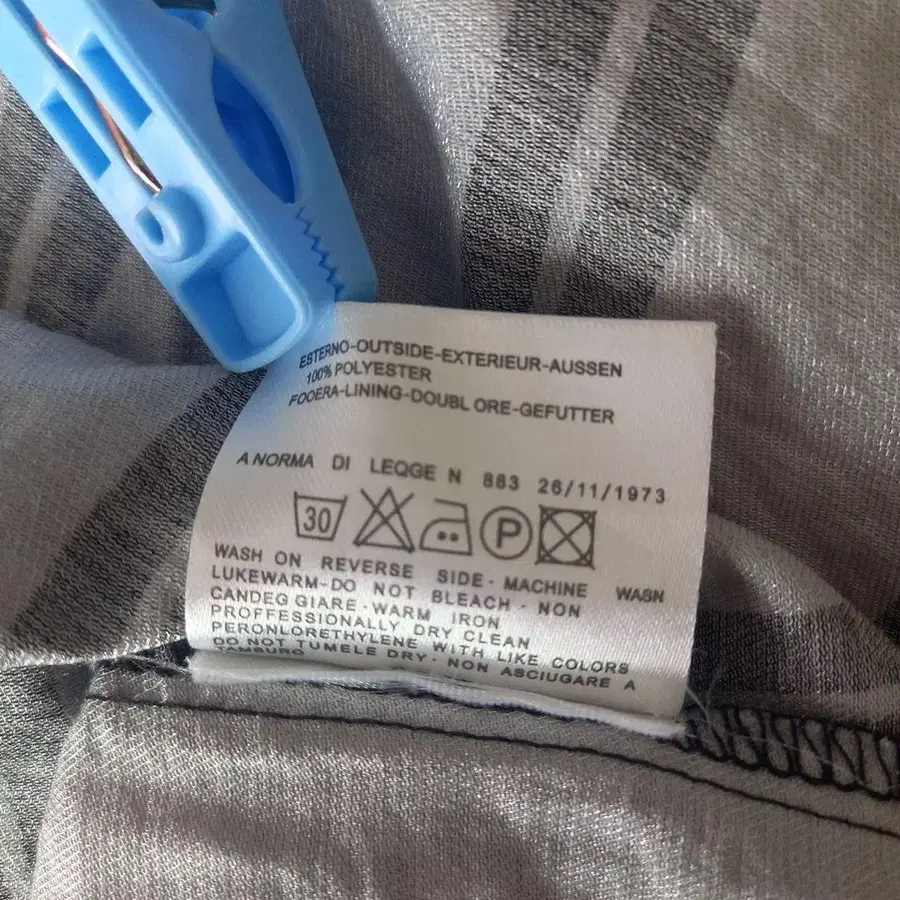 ESTERNO-OUTSIDE-EXTERIEUR-AUSSEN
100% POLYESTER
FOOERA-LINING-DOUBL ORE-GEFUTTER
A NORMA DI LEQGE N 883 26/11/1973
30 P
WASH ON REVERSE SIDE · MACHINE WASN
LUKEWARM-DO NOT BLEACH · NON
CANDEG GIARE · WARM IRON
PROFFESSIONALLY DRY CLEAN
PERONLORETHYLENE WITH LIKE COLORS
DO NOT TUMELE DRY · NON ASCIUGARE A
TAMBURO